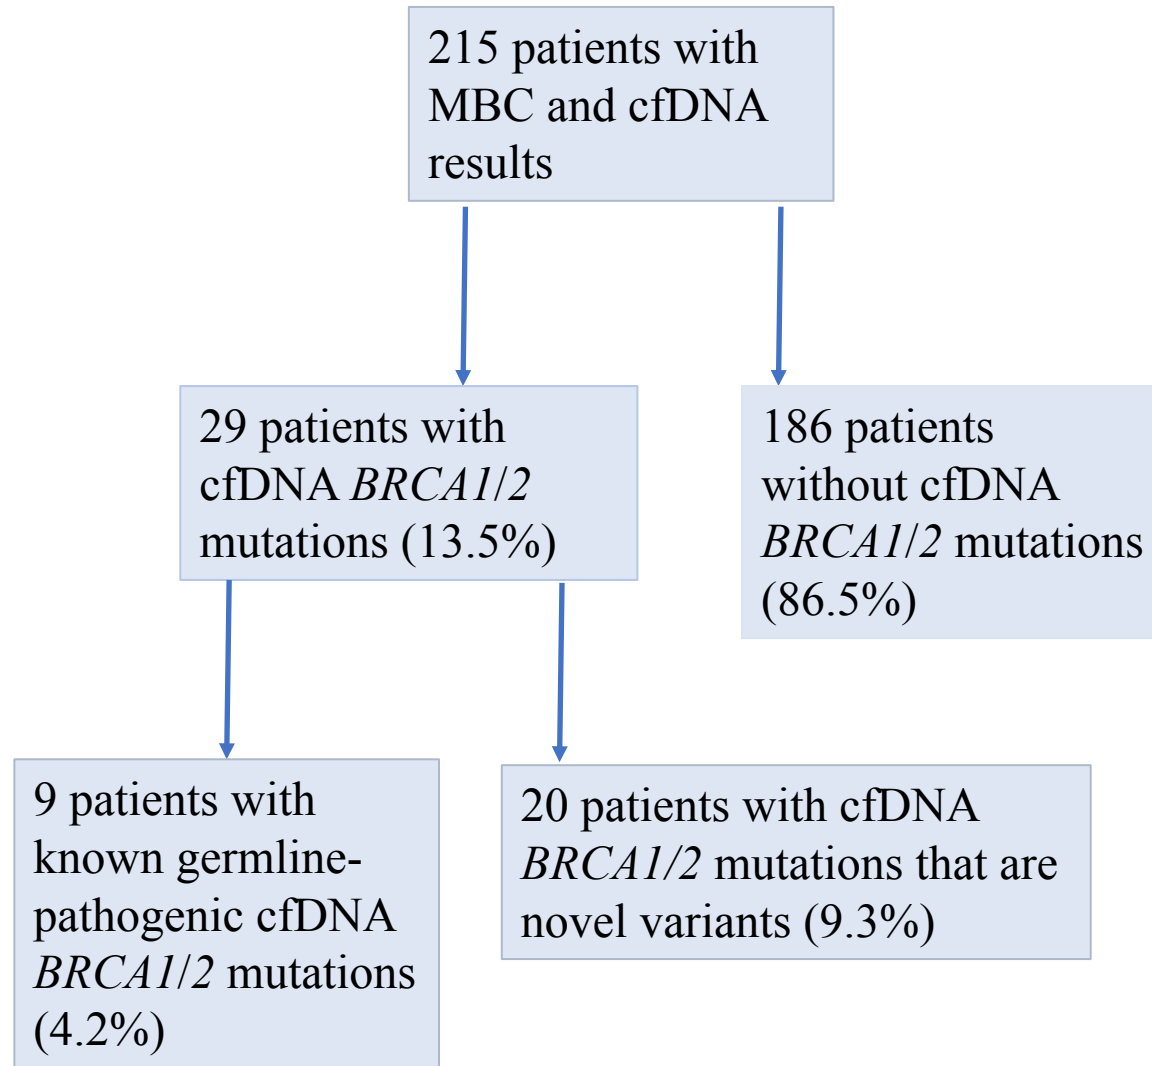 215 patients with
MBC and cfDNA
results
29 patients with
cfDNA BRCA1/2
mutations (13.5%)
186 patients
without cfDNA
BRCA1/2 mutations
(86.5%)
9 patients with
known germline-
pathogenic cfDNA
BRCA1/2 mutations
(4.2%)
20 patients with cfDNA
BRCA1/2 mutations that are
novel variants (9.3%)